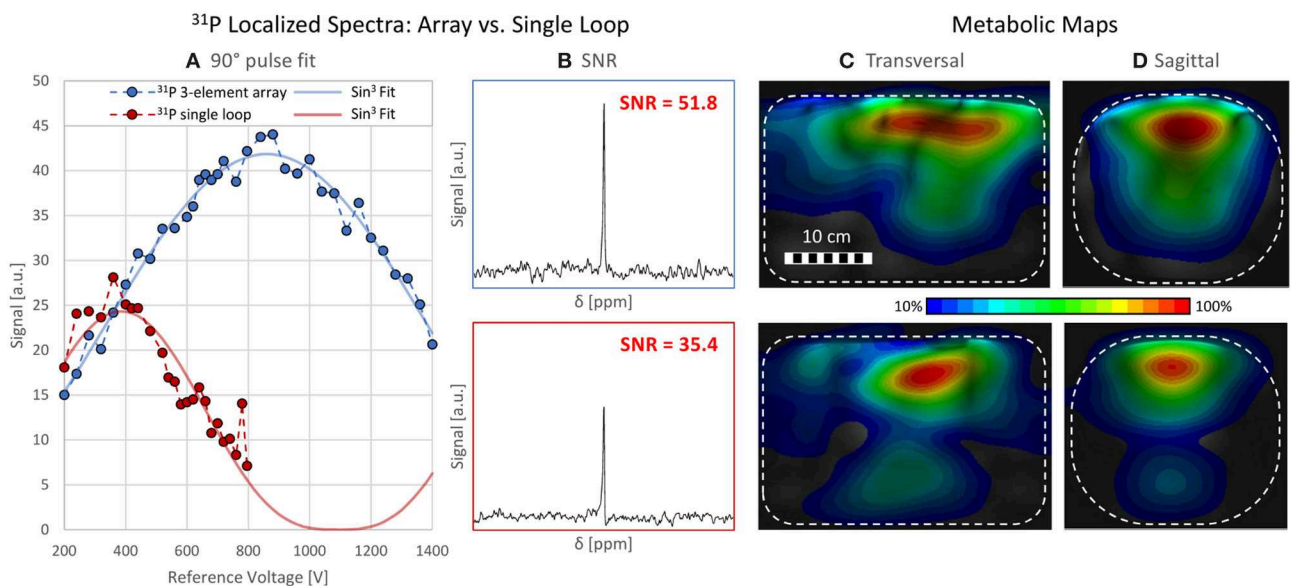 ³¹P Localized Spectra: Array vs. Single Loop
Metabolic Maps
A 90° pulse fit
B SNR
C Transversal
D Sagittal
³¹P 3-element array
Sin³ Fit
³¹P single loop
Sin³ Fit
Signal [a.u.]
50
45
40
35
30
25
20
15
10
5
0
200 400 600 800 1000 1200 1400
Reference Voltage [V]
SNR = 51.8
Signal [a.u.]
δ [ppm]
SNR = 35.4
Signal [a.u.]
δ [ppm]
10 cm
10% 100%